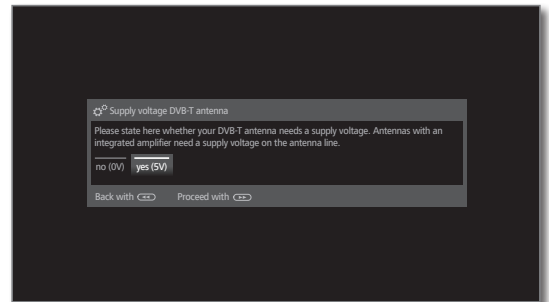 Supply voltage DVB-T antenna
Please state here whether your DVB-T antenna needs a supply voltage. Antennas with an
integrated amplifier need a supply voltage on the antenna line.
no (0V) yes (5V)
Back with Proceed with